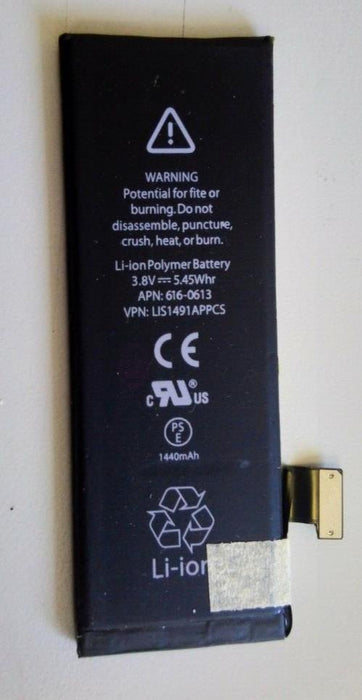 WARNING
Potential for fite or
burning. Do not
disassemble, puncture,
crush, heat, or burn.
Li-ion Polymer Battery
3.8V⎓5.45Whr
APN: 616-0613
VPN: LIS1491APPCS
CE
c RU® US
PS
E
1440mAh
Li-ion